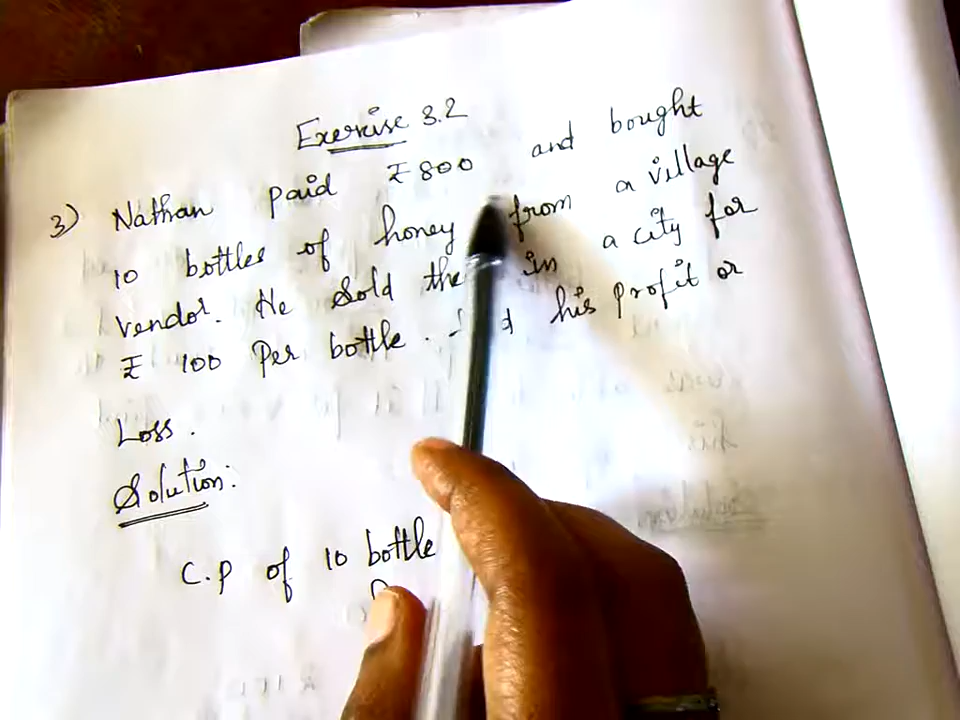 Exercise 3.2
3) Nathan paid ₹800 and bought
10 bottles of honey from a village
vendor. He Sold the in a city for
₹ 100 Per bottle. his profit or
Loss.
Solution:
C.p of 10 bottle